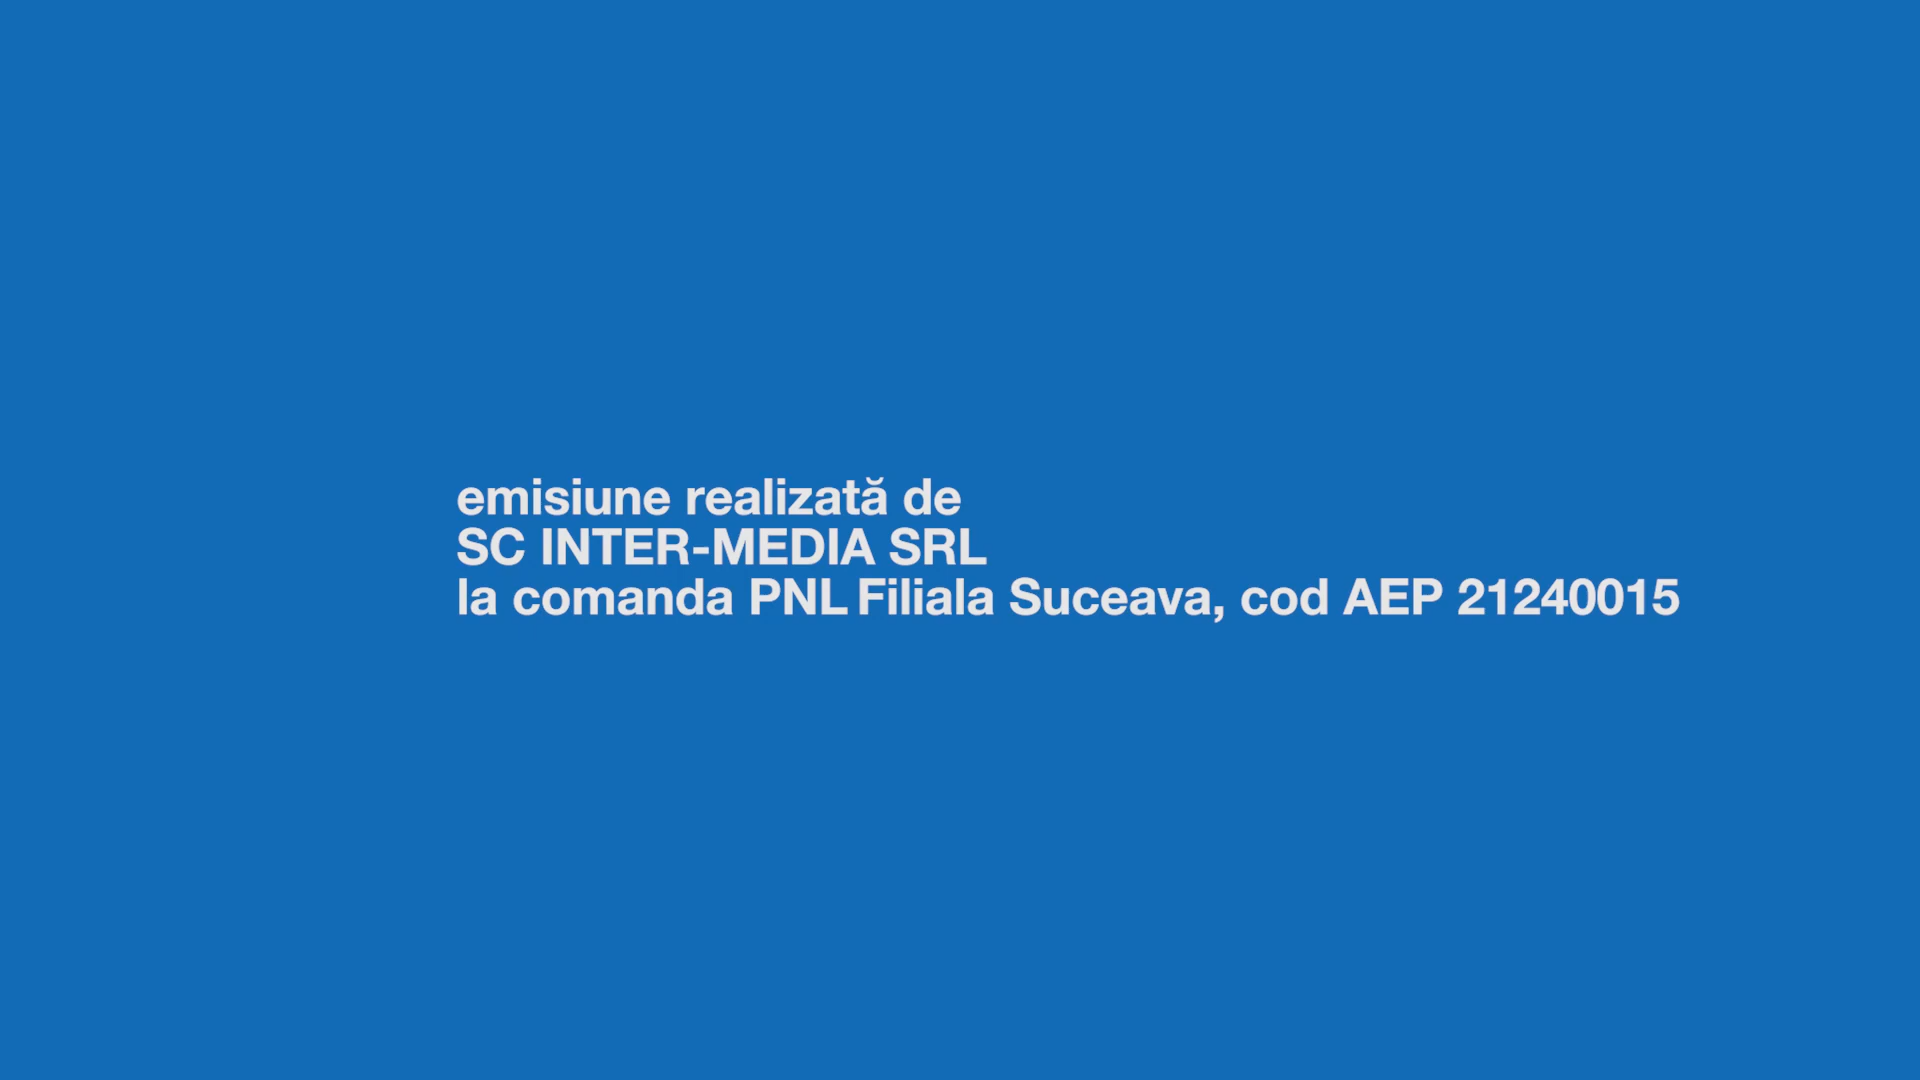 emisiune realizată de
SC INTER-MEDIA SRL
la comanda PNL Filiala Suceava, cod AEP 21240015